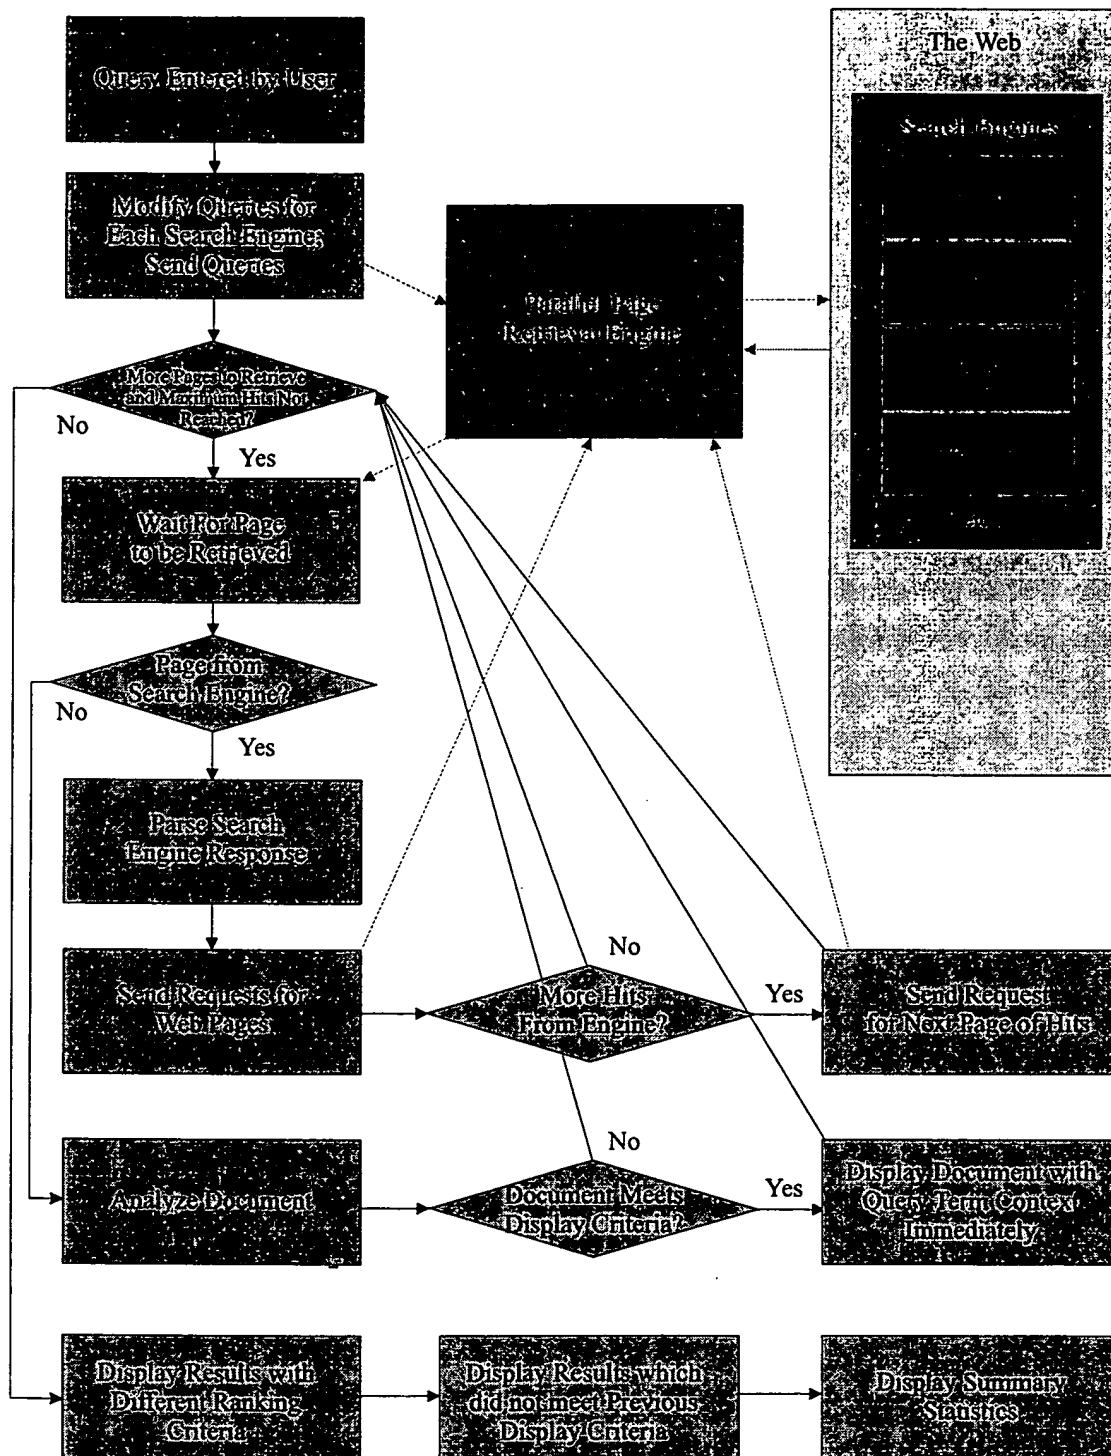 Query Entered by User
Modify Queries for
Each Search Engine;
Send Queries
More Pages to Retrieve
and Maximum Hits Not
Reached?
No
Yes
Wait For Page
to be Retrieved
Page from
Search Engine?
No
Yes
Parse Search
Engine Response
Send Requests for
Web Pages
Parallel Page
Retrieval Engine
The Web
Search Engines
More Hits
From Engine?
No
Yes
Send Request
for Next Page of Hits
Analyze Document
Document Meets
Display Criteria?
No
Yes
Display Document with
Query Term Context
Immediately
Display Results with
Different Ranking
Criteria
Display Results which
did not meet Previous
Display Criteria
Display Summary
Statistics